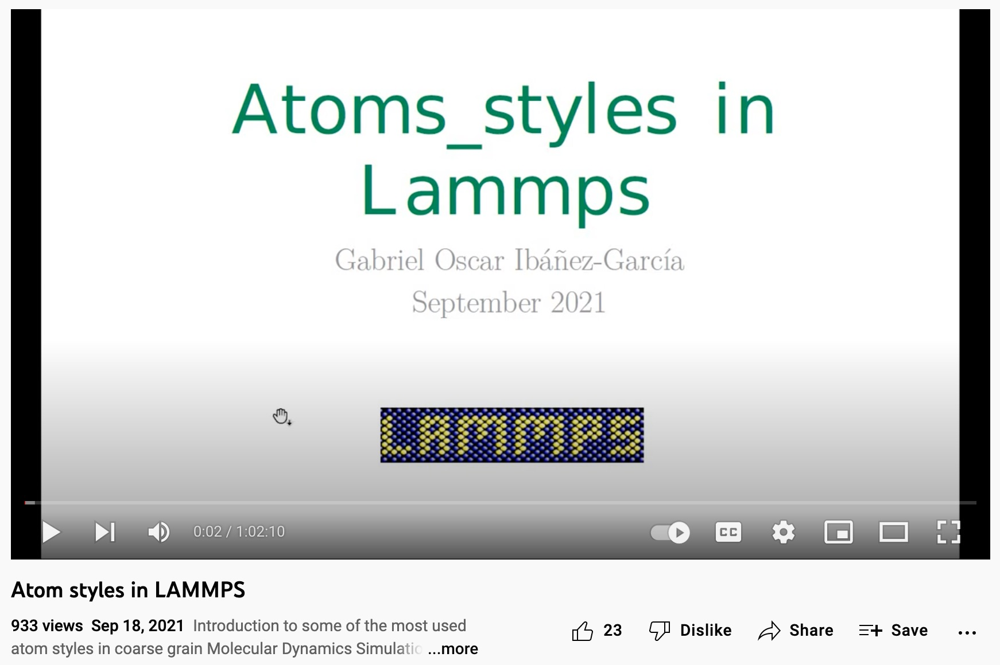 Atoms_styles in
Lammps
Gabriel Oscar Ibáñez-García
September 2021
LAMMPS
0:02 / 1:02:10
CC
Atom styles in LAMMPS
933 views Sep 18, 2021 Introduction to some of the most used
atom styles in coarse grain Molecular Dynamics Simulatio ...more
23 Dislike Share Save ...